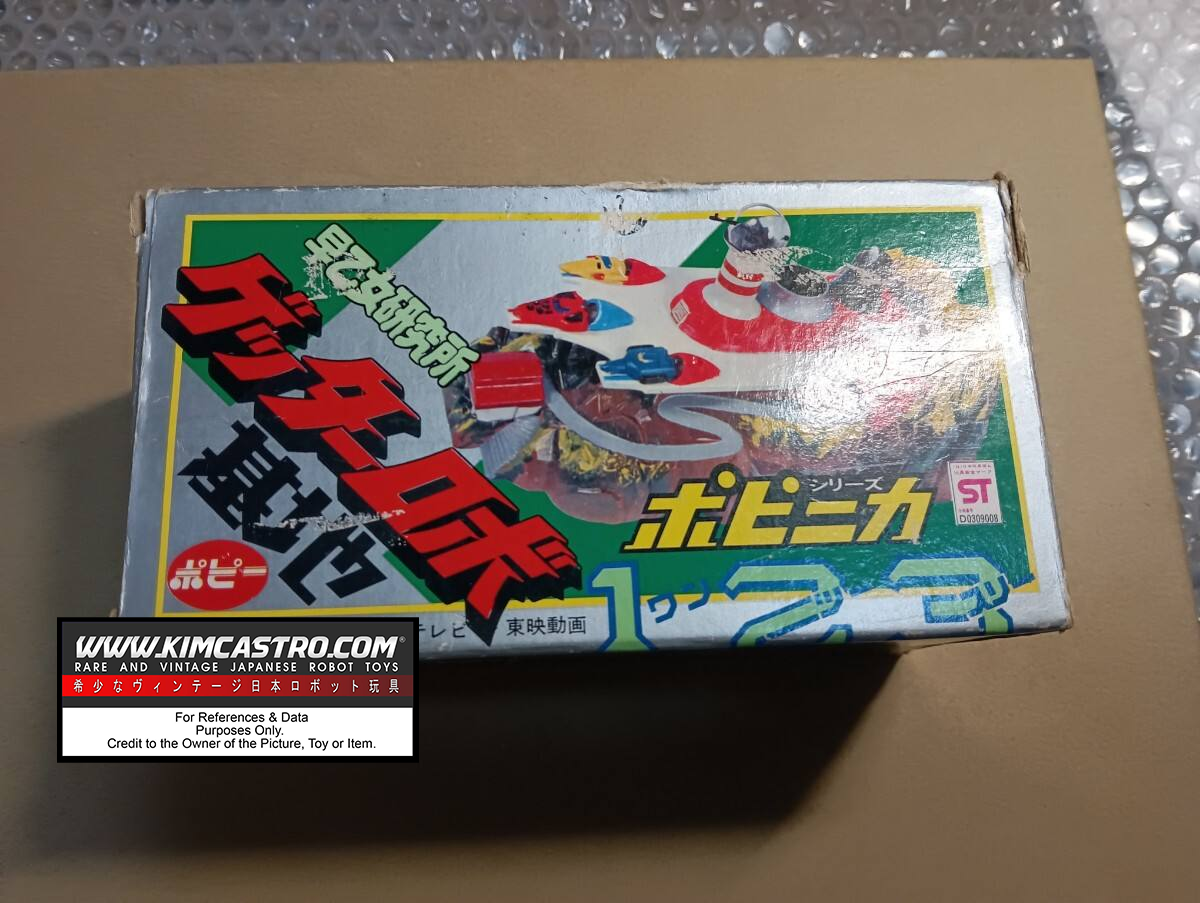 早乙女研究所
ゲッターロボ
基地
ポピー
シリーズ
ポピニカ
ST
D0309008
テレビ
東映動画
1 2 3
ワン
WWW.KIMCASTRO.COM®
RARE AND VINTAGE JAPANESE ROBOT TOYS
希少なヴィンテージ日本ロボット玩具
For References & Data
Purposes Only.
Credit to the Owner of the Picture, Toy or Item.